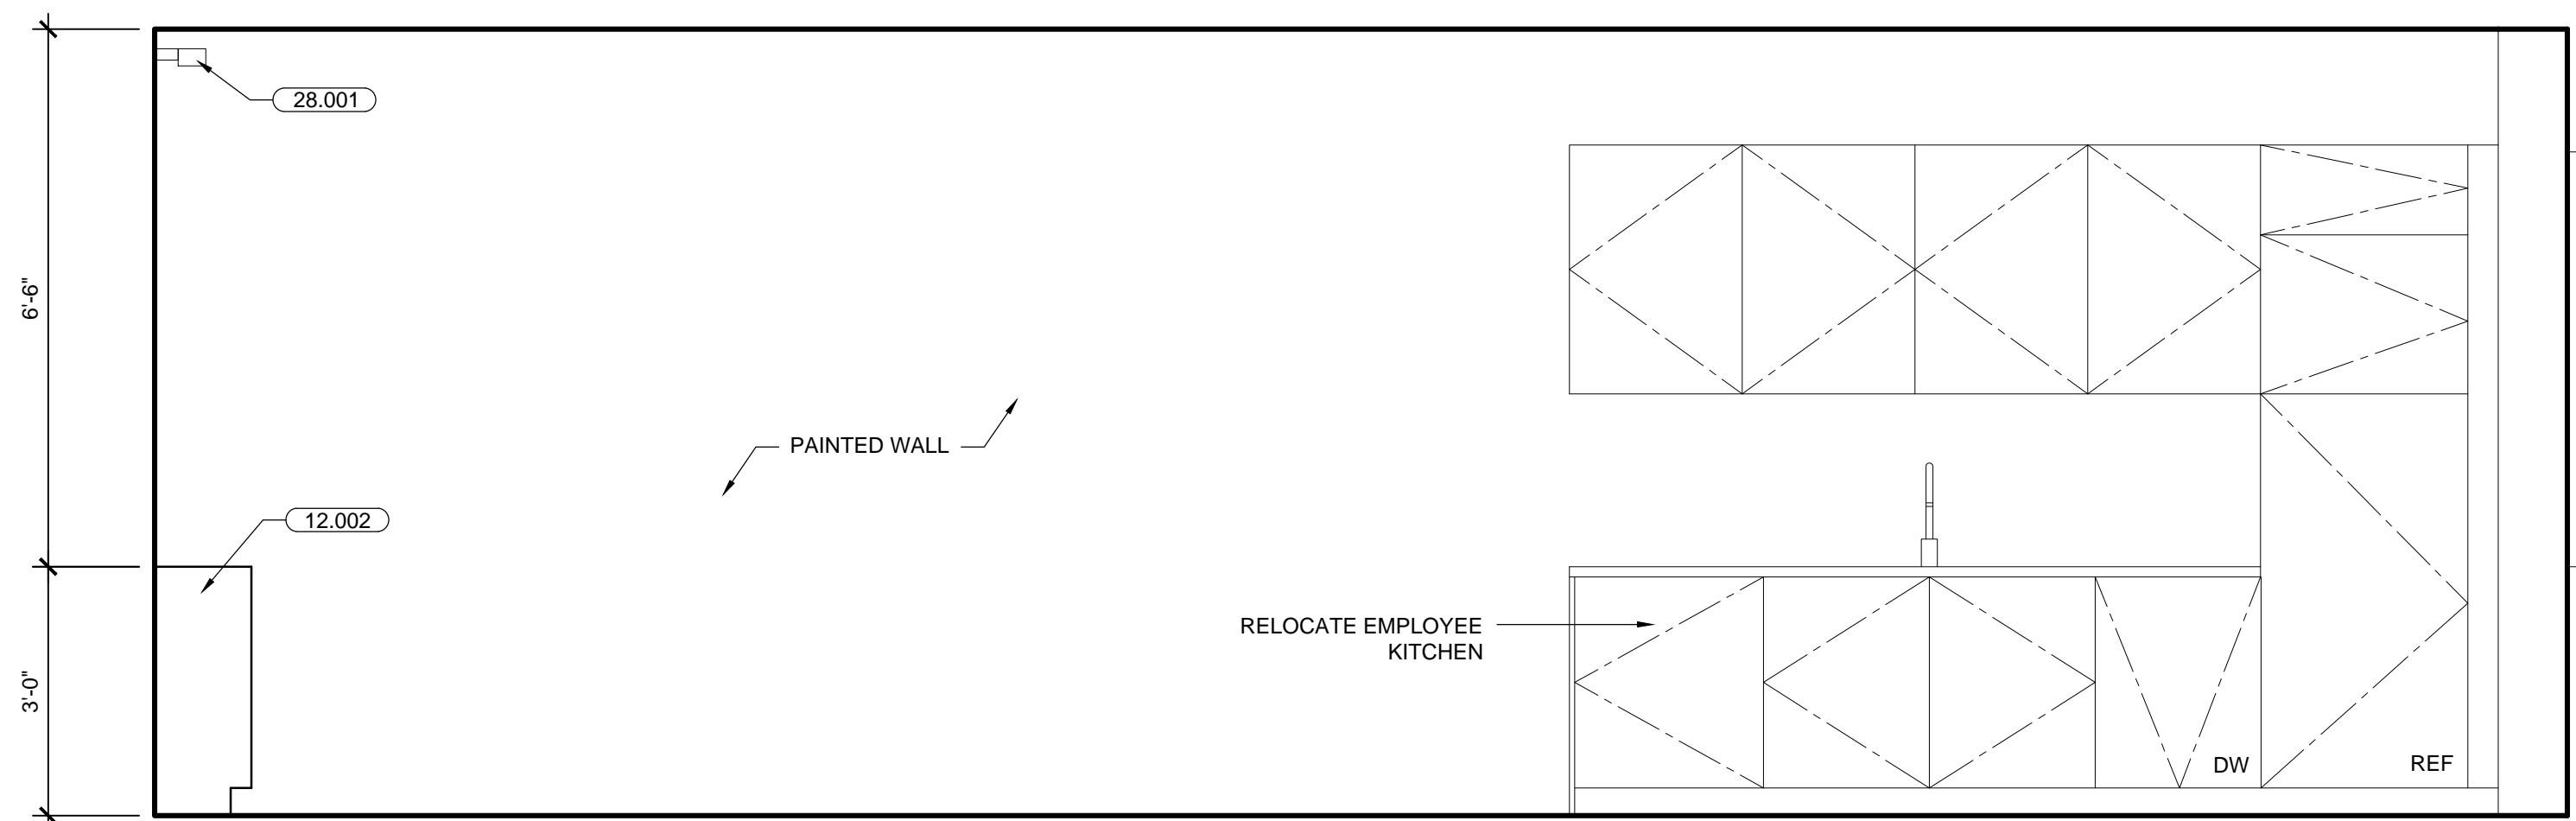 28.001
6'-6"
PAINTED WALL
12.002
RELOCATE EMPLOYEE
KITCHEN
3'-0"
DW
REF